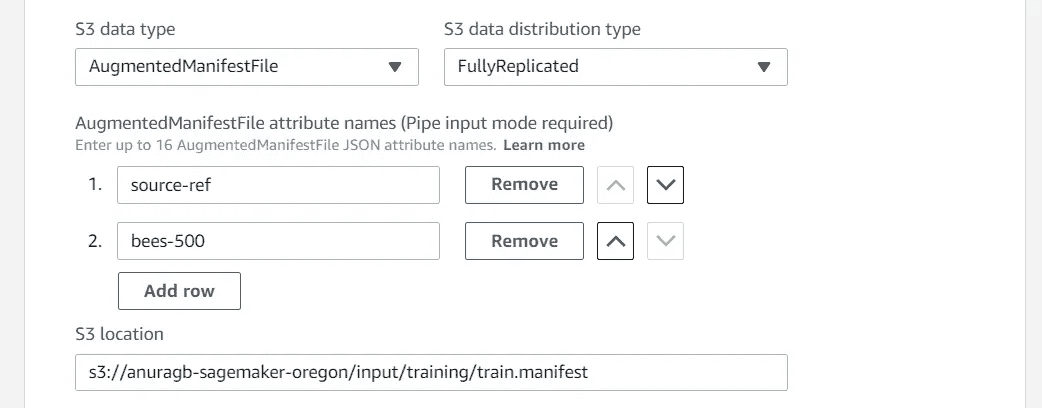 S3 data type S3 data distribution type
AugmentedManifestFile FullyReplicated
AugmentedManifestFile attribute names (Pipe input mode required)
Enter up to 16 AugmentedManifestFile JSON attribute names. Learn more
1. source-ref Remove
2. bees-500 Remove
Add row
S3 location
s3://anuragb-sagemaker-oregon/input/training/train.manifest